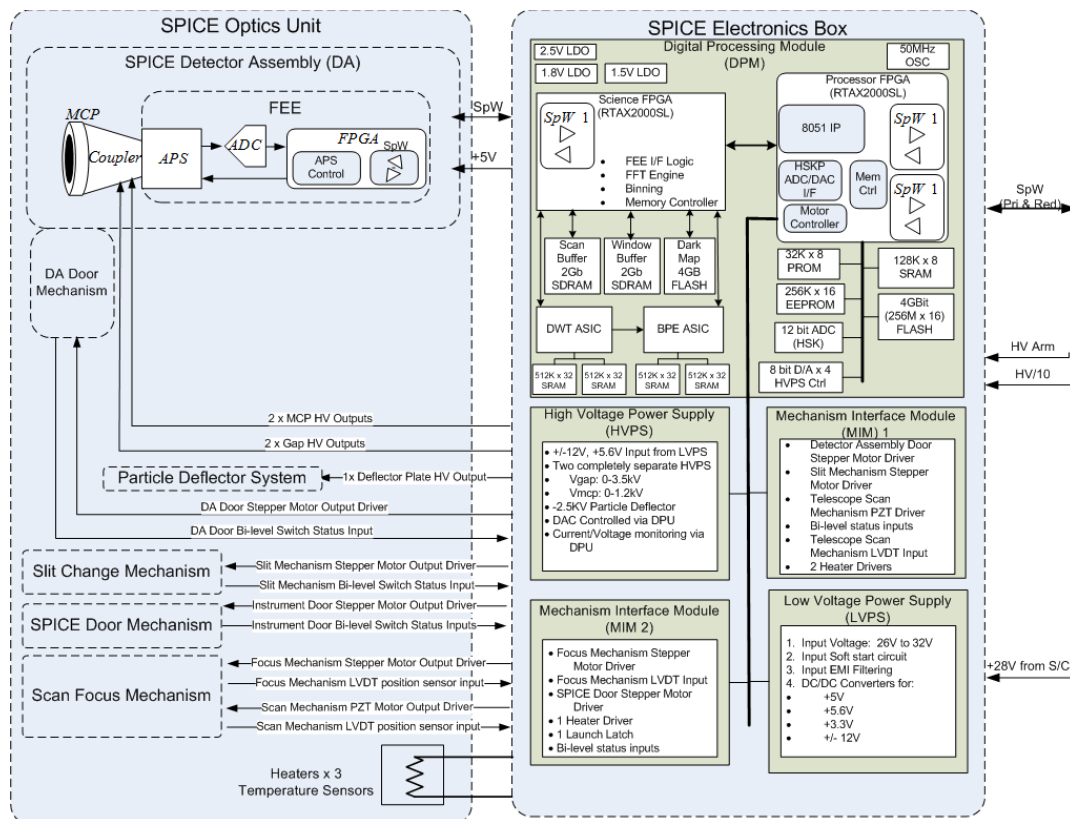 SPICE Optics Unit
SPICE Detector Assembly (DA)
MCP
Coupler
FEE
APS
ADC
FPGA
APS
Control
SpW
SpW
+5V
DA Door
Mechanism
2 x MCP HV Outputs
2 x Gap HV Outputs
Particle Deflector System
1x Deflector Plate HV Output
DA Door Stepper Motor Output Driver
DA Door Bi-level Switch Status Input
Slit Change Mechanism
Slit Mechanism Stepper Motor Output Driver
Slit Mechanism Bi-level Switch Status Input
SPICE Door Mechanism
Instrument Door Stepper Motor Output Driver
Instrument Door Bi-level Switch Status Inputs
Scan Focus Mechanism
Focus Mechanism Stepper Motor Output Driver
Focus Mechanism LVDT position sensor input
Scan Mechanism PZT Motor Output Driver
Scan Mechanism LVDT position sensor input
Heaters x 3
Temperature Sensors
SPICE Electronics Box
Digital Processing Module
(DPM)
2.5V LDO
1.8V LDO
1.5V LDO
50MHz
OSC
Science FPGA
(RTAX2000SL)
SpW 1
• FEE I/F Logic
• FFT Engine
• Binning
• Memory Controller
Processor FPGA
(RTAX2000SL)
8051 IP
SpW 1
HSKP
ADC/DAC
I/F
Mem
Ctrl
Motor
Controller
SpW 1
Scan
Buffer
2Gb
SDRAM
Window
Buffer
2Gb
SDRAM
Dark
Map
4GB
FLASH
DWT ASIC
BPE ASIC
512K x 32
SRAM
512K x 32
SRAM
512K x 32
SRAM
512K x 32
SRAM
32K x 8
PROM
256K x 16
EEPROM
12 bit ADC
(HSK)
8 bit D/A x 4
HVPS Ctrl
128K x 8
SRAM
4GBit
(256M x 16)
FLASH
High Voltage Power Supply
(HVPS)
• +/-12V, +5.6V Input from LVPS
• Two completely separate HVPS
• Vgap: 0-3.5kV
• Vmcp: 0-1.2kV
• -2.5KV Particle Deflector
• DAC Controlled via DPU
• Current/Voltage monitoring via
DPU
Mechanism Interface Module
(MIM) 1
• Detector Assembly Door
Stepper Motor Driver
• Slit Mechanism Stepper
Motor Driver
• Telescope Scan
Mechanism PZT Driver
• Bi-level status inputs
• Telescope Scan
Mechanism LVDT Input
• 2 Heater Drivers
Mechanism Interface Module
(MIM 2)
• Focus Mechanism Stepper
Motor Driver
• Focus Mechanism LVDT Input
• SPICE Door Stepper Motor
Driver
• 1 Heater Driver
• 1 Launch Latch
• Bi-level status inputs
Low Voltage Power Supply
(LVPS)
1. Input Voltage: 26V to 32V
2. Input Soft start circuit
3. Input EMI Filtering
4. DC/DC Converters for:
• +5V
• +5.6V
• +3.3V
• +/- 12V
SpW
(Pri & Red)
HV Arm
HV/10
+28V from S/C